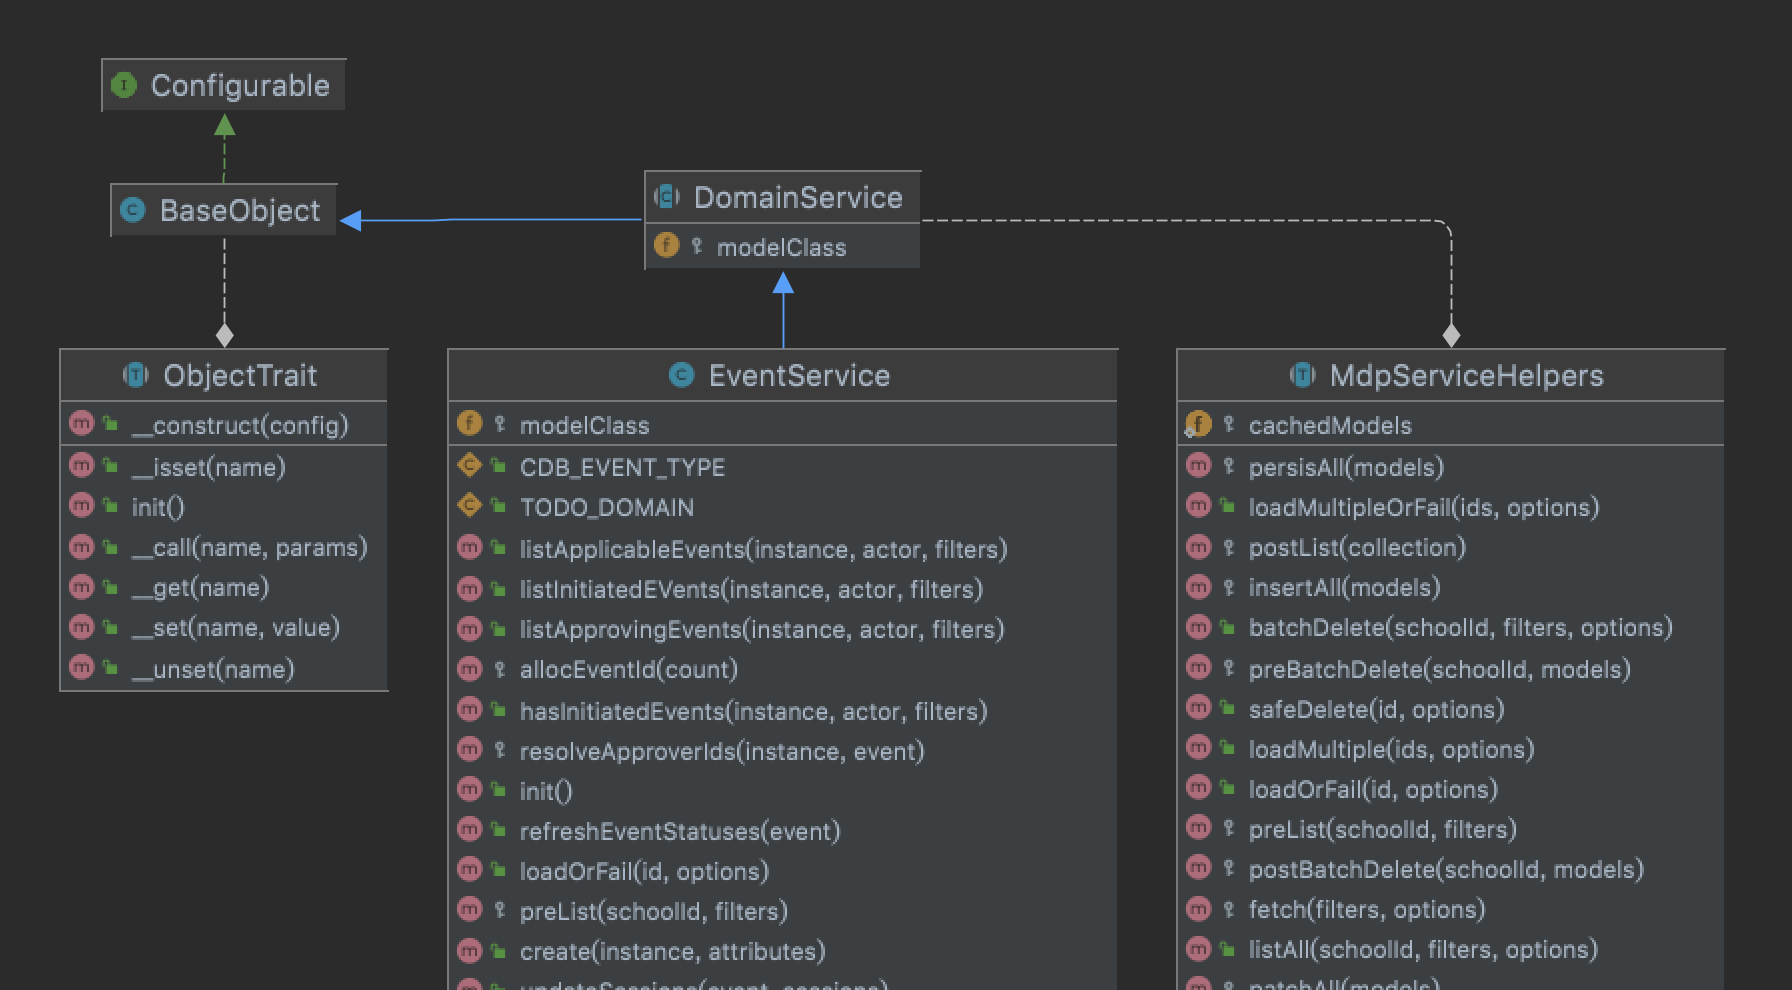 Configurable
BaseObject
DomainService
modelClass
ObjectTrait
__construct(config)
__isset(name)
init()
__call(name, params)
__get(name)
__set(name, value)
__unset(name)
EventService
modelClass
CDB_EVENT_TYPE
TODO_DOMAIN
listApplicableEvents(instance, actor, filters)
listInitiatedEVents(instance, actor, filters)
listApprovingEvents(instance, actor, filters)
allocEventId(count)
hasInitiatedEvents(instance, actor, filters)
resolveApproverIds(instance, event)
init()
refreshEventStatuses(event)
loadOrFail(id, options)
preList(schoolId, filters)
create(instance, attributes)
updateSessions(event, sessions)
MdpServiceHelpers
cachedModels
persisAll(models)
loadMultipleOrFail(ids, options)
postList(collection)
insertAll(models)
batchDelete(schoolId, filters, options)
preBatchDelete(schoolId, models)
safeDelete(id, options)
loadMultiple(ids, options)
loadOrFail(id, options)
preList(schoolId, filters)
postBatchDelete(schoolId, models)
fetch(filters, options)
listAll(schoolId, filters, options)
patchAll(models)